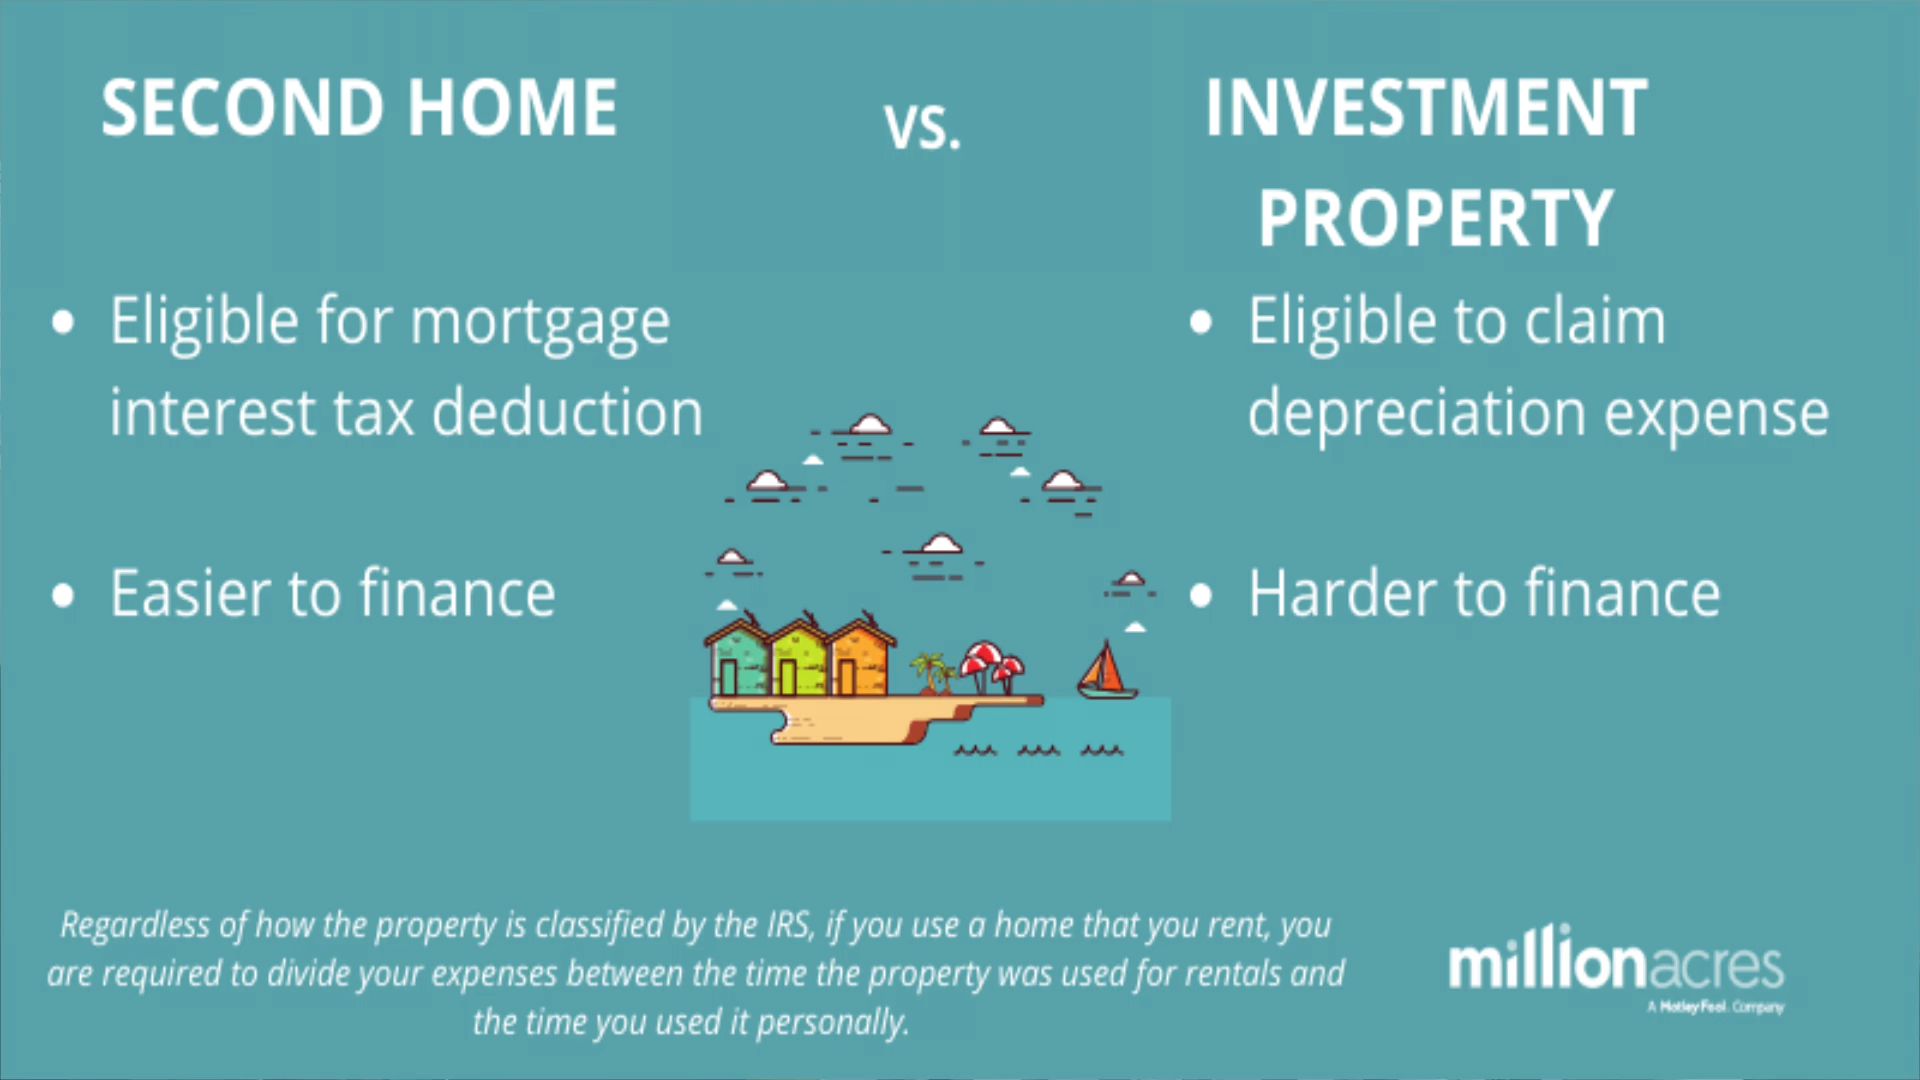 SECOND HOME
VS.
INVESTMENT
PROPERTY
• Eligible for mortgage
interest tax deduction
• Easier to finance
• Eligible to claim
depreciation expense
• Harder to finance
Regardless of how the property is classified by the IRS, if you use a home that you rent, you
are required to divide your expenses between the time the property was used for rentals and
the time you used it personally.
millionacres
A Motley Fool. Company